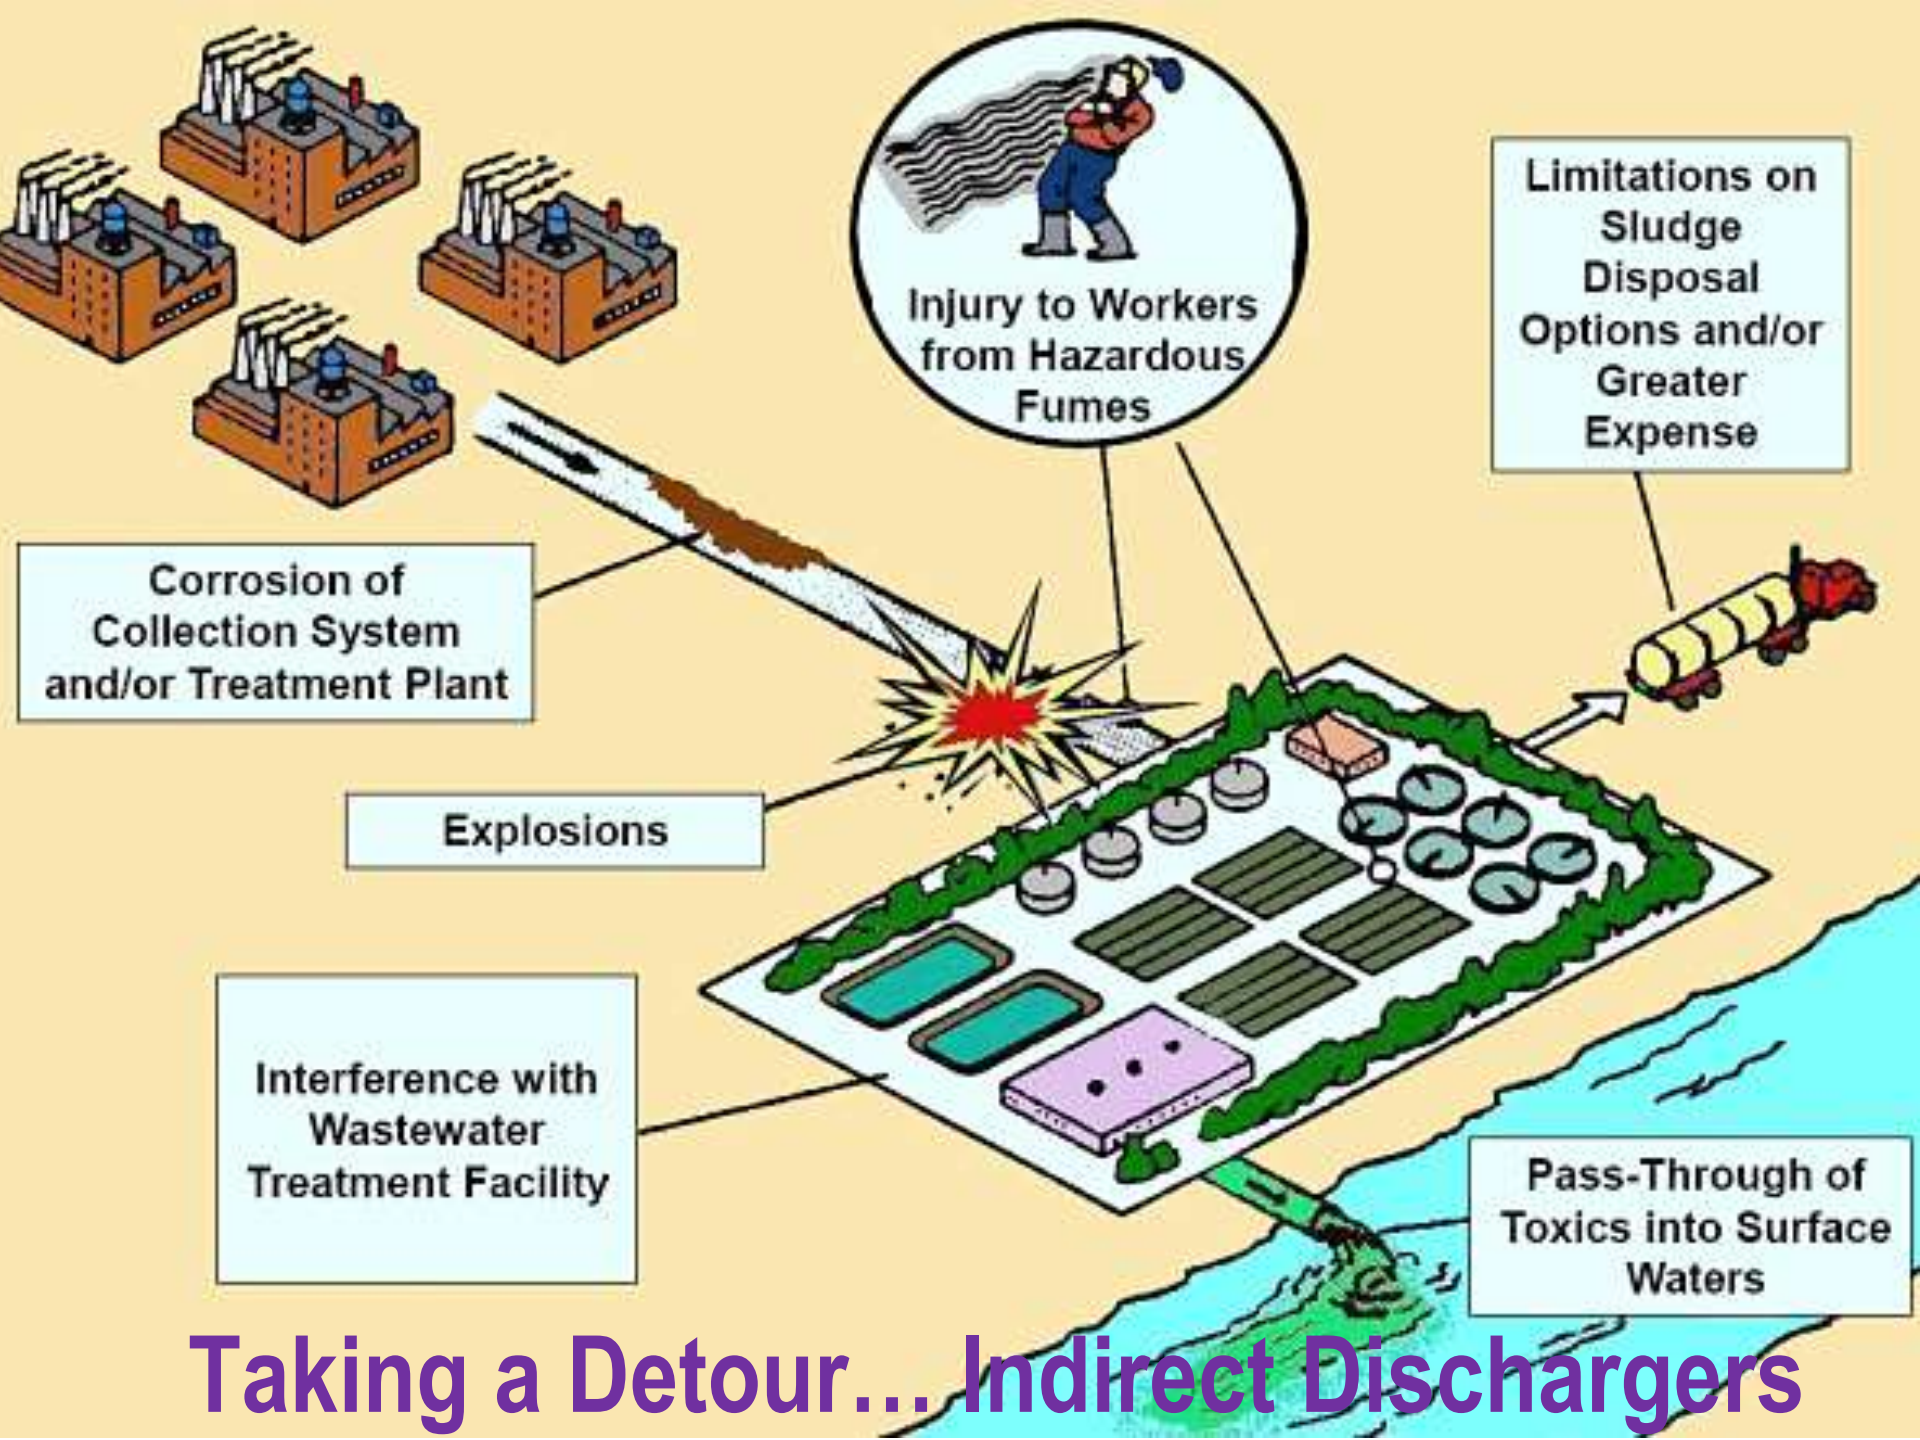 Injury to Workers
from Hazardous
Fumes
Limitations on
Sludge
Disposal
Options and/or
Greater
Expense
Corrosion of
Collection System
and/or Treatment Plant
Explosions
Interference with
Wastewater
Treatment Facility
Pass-Through of
Toxics into Surface
Waters
Taking a Detour… Indirect Dischargers